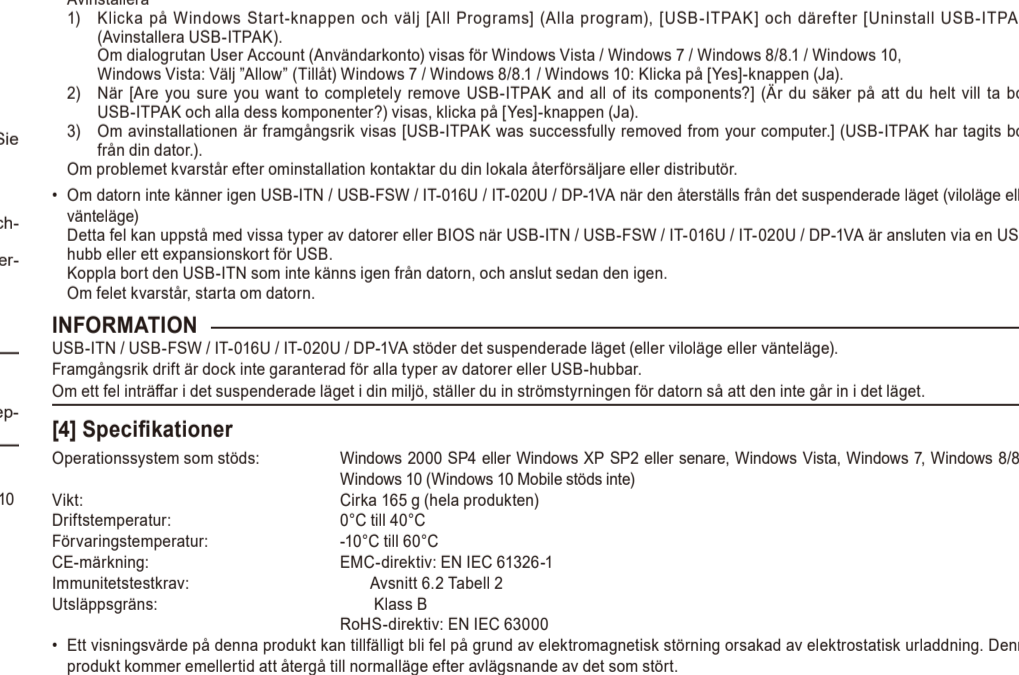 Avinstallera
1) Klicka på Windows Start-knappen och välj [All Programs] (Alla program), [USB-ITPAK] och därefter [Uninstall USB-ITPA
(Avinstallera USB-ITPAK).
Om dialogrutan User Account (Användarkonto) visas för Windows Vista / Windows 7 / Windows 8/8.1 / Windows 10,
Windows Vista: Välj ”Allow” (Tillåt) Windows 7 / Windows 8/8.1 / Windows 10: Klicka på [Yes]-knappen (Ja).
2) När [Are you sure you want to completely remove USB-ITPAK and all of its components?] (Är du säker på att du helt vill ta bo
USB-ITPAK och alla dess komponenter?) visas, klicka på [Yes]-knappen (Ja).
3) Om avinstallationen är framgångsrik visas [USB-ITPAK was successfully removed from your computer.] (USB-ITPAK har tagits bo
från din dator.).
Om problemet kvarstår efter ominstallation kontaktar du din lokala återförsäljare eller distributör.
• Om datorn inte känner igen USB-ITN / USB-FSW / IT-016U / IT-020U / DP-1VA när den återställs från det suspenderade läget (viloläge ell
vänteläge)
Detta fel kan uppstå med vissa typer av datorer eller BIOS när USB-ITN / USB-FSW / IT-016U / IT-020U / DP-1VA är ansluten via en US
hubb eller ett expansionskort för USB.
Koppla bort den USB-ITN som inte känns igen från datorn, och anslut sedan den igen.
Om felet kvarstår, starta om datorn.
INFORMATION
USB-ITN / USB-FSW / IT-016U / IT-020U / DP-1VA stöder det suspenderade läget (eller viloläge eller vänteläge).
Framgångsrik drift är dock inte garanterad för alla typer av datorer eller USB-hubbar.
Om ett fel inträffar i det suspenderade läget i din miljö, ställer du in strömstyrningen för datorn så att den inte går in i det läget.
[4] Specifikationer
Operationssystem som stöds: Windows 2000 SP4 eller Windows XP SP2 eller senare, Windows Vista, Windows 7, Windows 8/8
Windows 10 (Windows 10 Mobile stöds inte)
Vikt: Cirka 165 g (hela produkten)
Driftstemperatur: 0°C till 40°C
Förvaringstemperatur: -10°C till 60°C
CE-märkning: EMC-direktiv: EN IEC 61326-1
Immunitetstestkrav: Avsnitt 6.2 Tabell 2
Utsläppsgräns: Klass B
RoHS-direktiv: EN IEC 63000
• Ett visningsvärde på denna produkt kan tillfälligt bli fel på grund av elektromagnetisk störning orsakad av elektrostatisk urladdning. Denn
produkt kommer emellertid att återgå till normalläge efter avlägsnande av det som stört.
Sie
ch-
er-
ep-
10